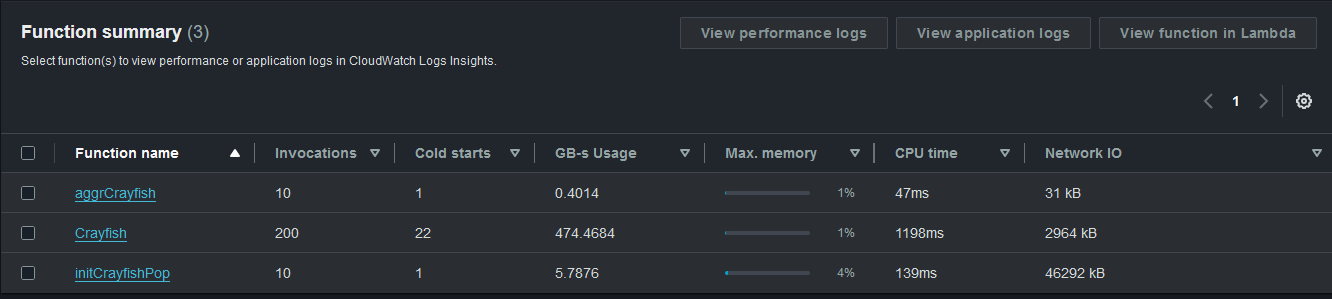 Function summary (3)
View performance logs
View application logs
View function in Lambda
Select function(s) to view performance or application logs in CloudWatch Logs Insights.
1
Function name Invocations Cold starts GB-s Usage Max. memory CPU time Network IO
aggrCrayfish 10 1 0.4014 1% 47ms 31 kB
Crayfish 200 22 474.4684 1% 1198ms 2964 kB
initCrayfishPop 10 1 5.7876 4% 139ms 46292 kB